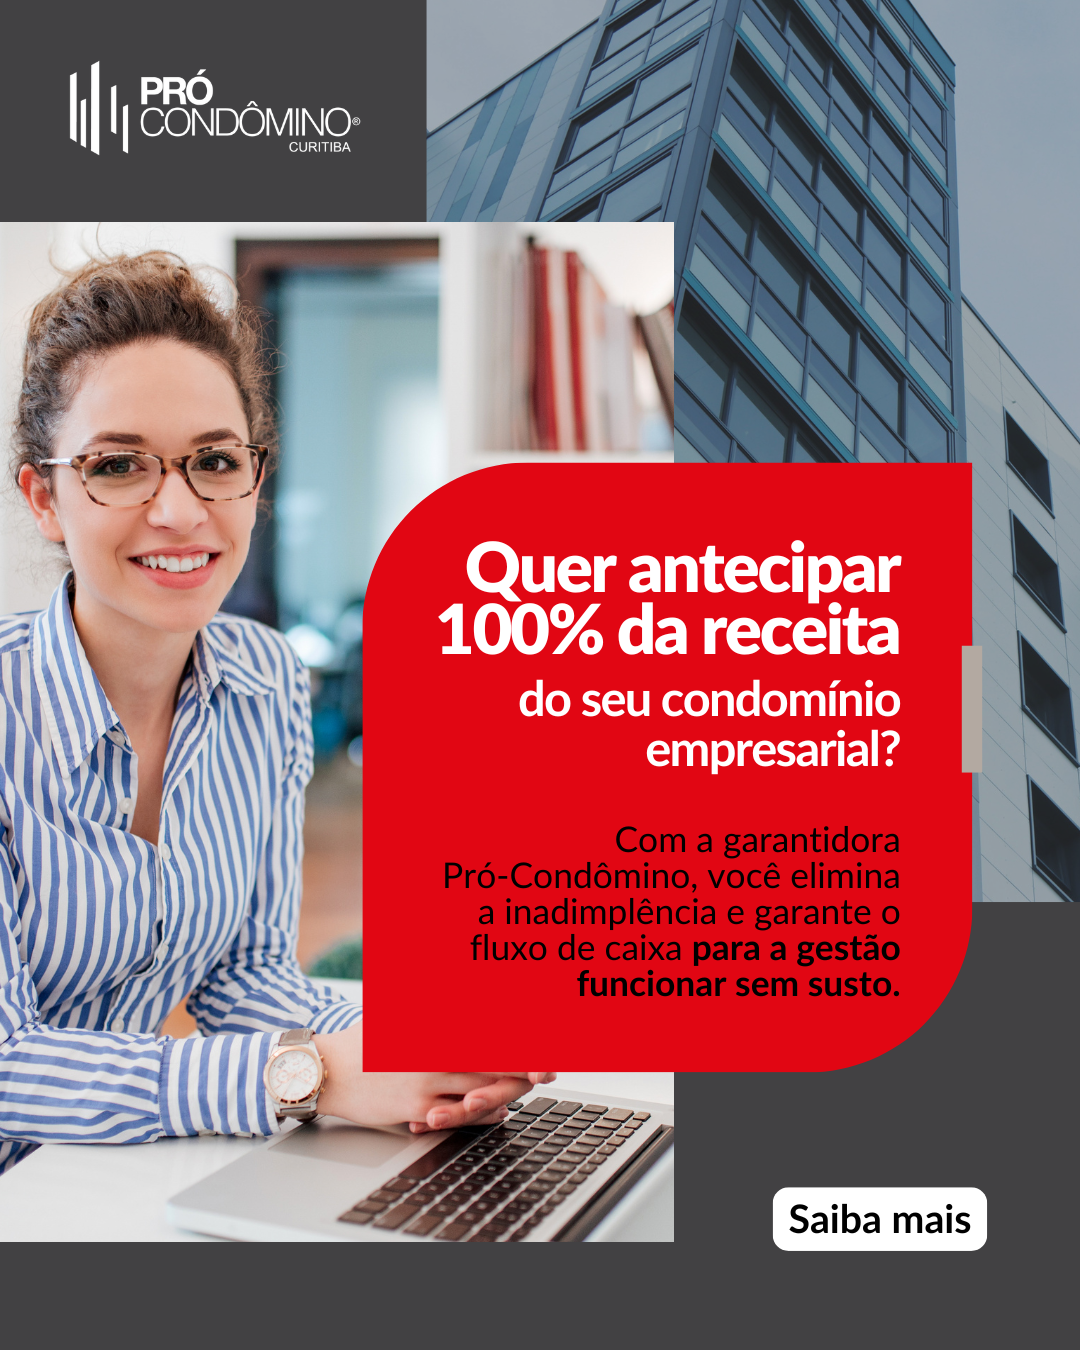 PRÓ
CONDÔMINO®
CURITIBA
Quer antecipar
100% da receita
do seu condomínio
empresarial?
Com a garantidora
Pró-Condômino, você elimina
a inadimplência e garante o
fluxo de caixa para a gestão
funcionar sem susto.
Saiba mais